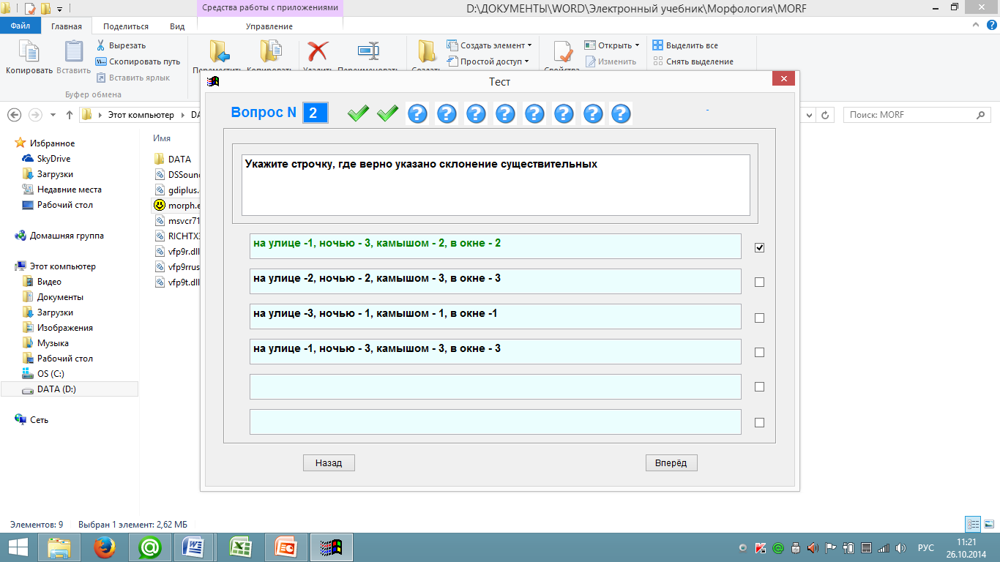 Средства работы с приложениями
D:\ДОКУМЕНТЫ\WORD\Электронный учебник\Морфология\MORF
Файл
Главная
Поделиться
Вид
Управление
Копировать
Вставить
Вырезать
Скопировать путь
Вставить ярлык
Буфер обмена
Создать элемент
Простой доступ
Открыть
Изменить
Выделить все
Снять выделение
Этот компьютер
Поиск: MORF
Тест
Вопрос N 2
-
Укажите строчку, где верно указано склонение существительных
на улице -1, ночью - 3, камышом - 2, в окне - 2
на улице -2, ночью - 2, камышом - 3, в окне - 3
на улице -3, ночью - 1, камышом - 1, в окне -1
на улице -1, ночью - 3, камышом - 3, в окне - 3
Назад
Вперёд
Избранное
SkyDrive
Загрузки
Недавние места
Рабочий стол
Домашняя группа
Этот компьютер
Видео
Документы
Загрузки
Изображения
Музыка
Рабочий стол
OS (C:)
DATA (D:)
Сеть
Имя
DATA
DSSoun
gdiplus.
morph.e
msvcr71
RICHTX3
vfp9r.dll
vfp9rrus
vfp9t.dll
Элементов: 9
Выбран 1 элемент: 2,62 МБ
РУС
11:21
26.10.2014